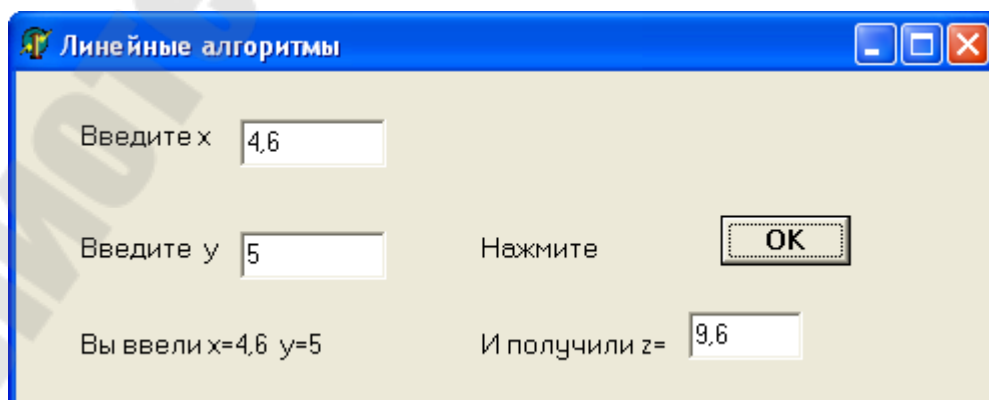 Линейные алгоритмы
Введите x 4,6
Введите y 5 Нажмите OK
Вы ввели x=4,6 y=5 И получили z= 9,6